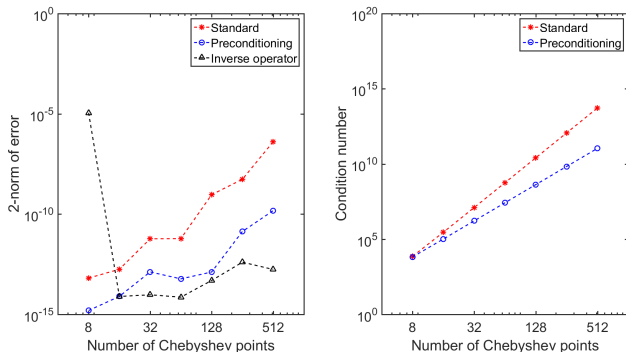 10^0
10^-5
10^-10
10^-15
2-norm of error
8 32 128 512
Number of Chebyshev points
Standard
Preconditioning
Inverse operator
10^20
10^15
10^10
10^5
10^0
Condition number
8 32 128 512
Number of Chebyshev points
Standard
Preconditioning